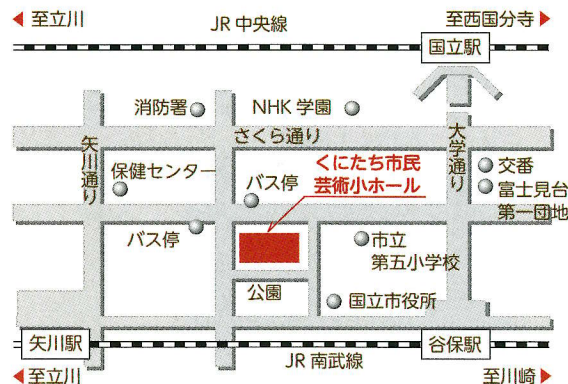 至立川
JR 中央線
至西国分寺
国立駅
消防署
NHK 学園
さくら通り
矢川通り
大学通り
保健センター
バス停
くにたち市民
芸術小ホール
交番
富士見台
第一団地
バス停
市立
第五小学校
公園
国立市役所
矢川駅
谷保駅
JR 南武線
至立川
至川崎